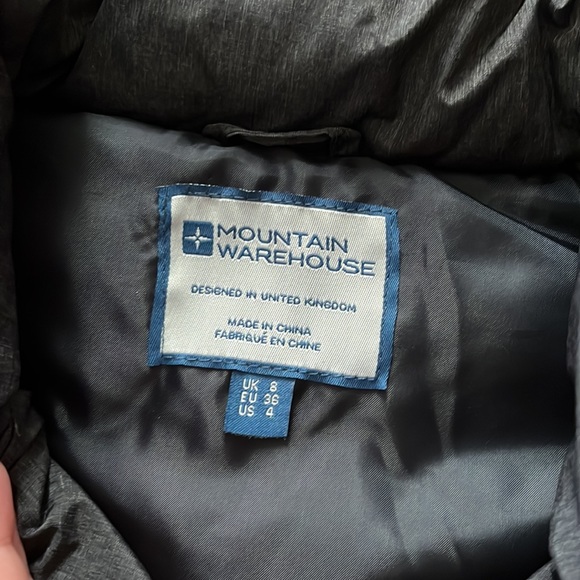 MOUNTAIN
WAREHOUSE
DESIGNED IN UNITED KINGDOM
MADE IN CHINA
FABRIQUÉ EN CHINE
UK 8
EU 36
US 4